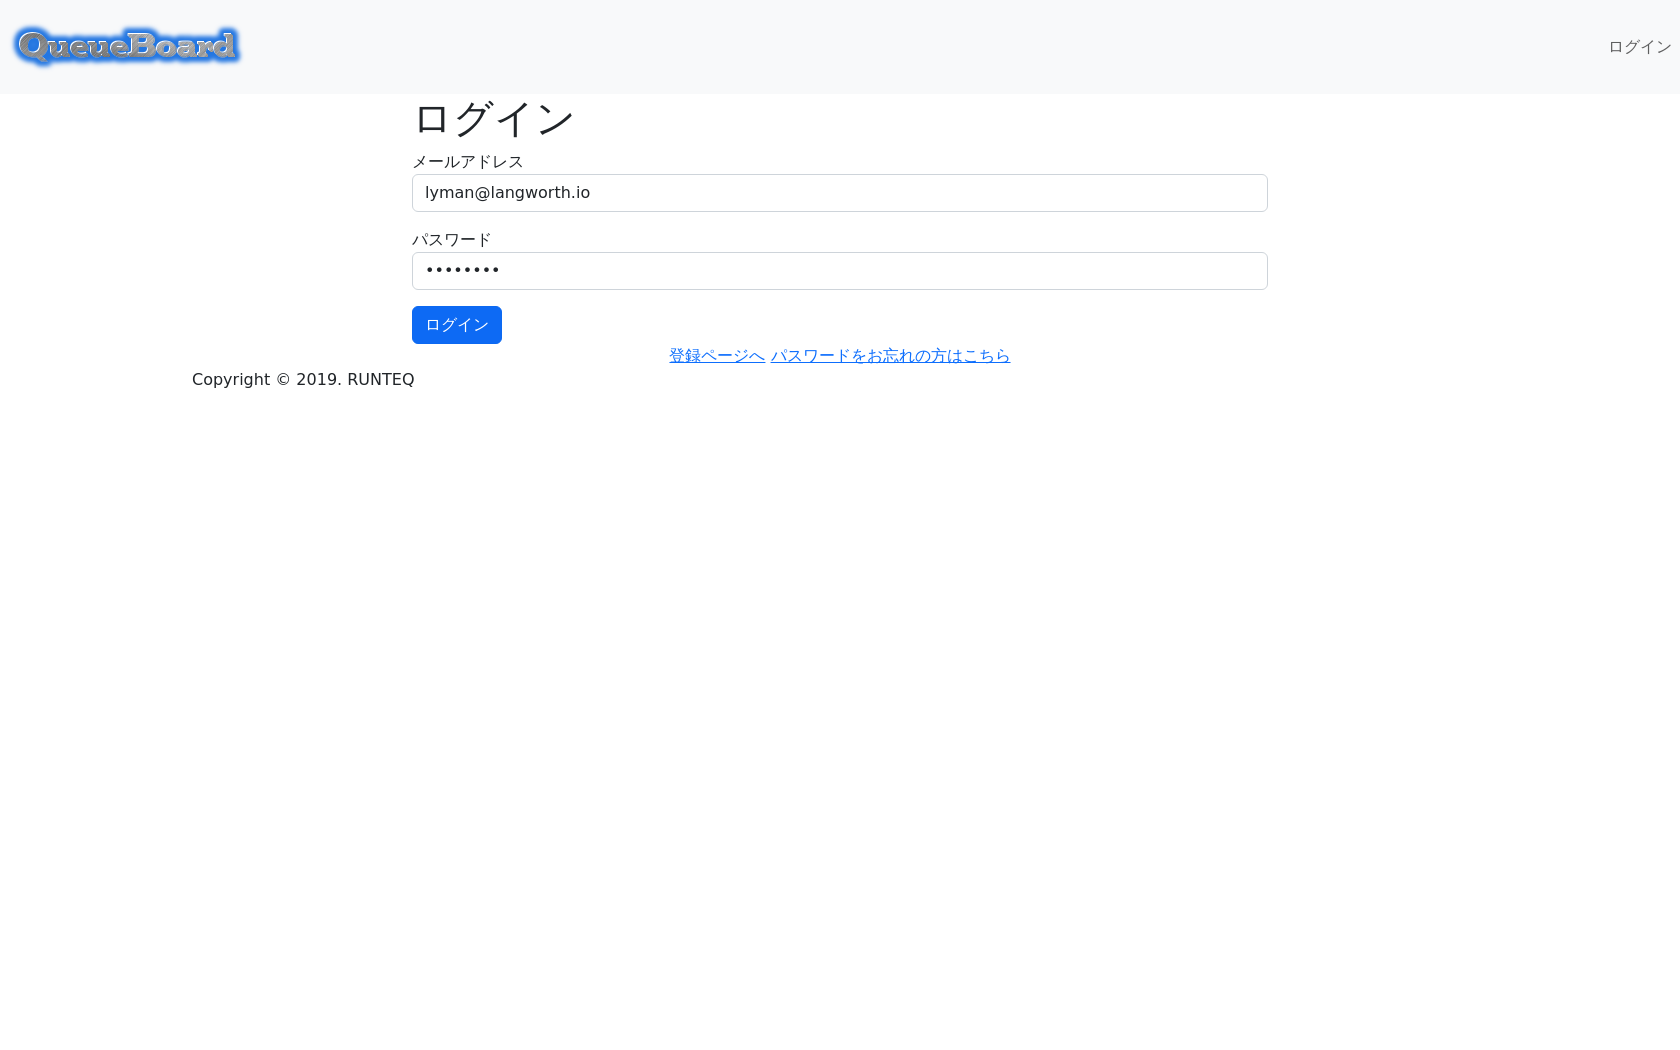 QueueBoard
ログイン
ログイン
メールアドレス
lyman@langworth.io
パスワード
••••••••
ログイン
登録ページへ パスワードをお忘れの方はこちら
Copyright © 2019. RUNTEQ